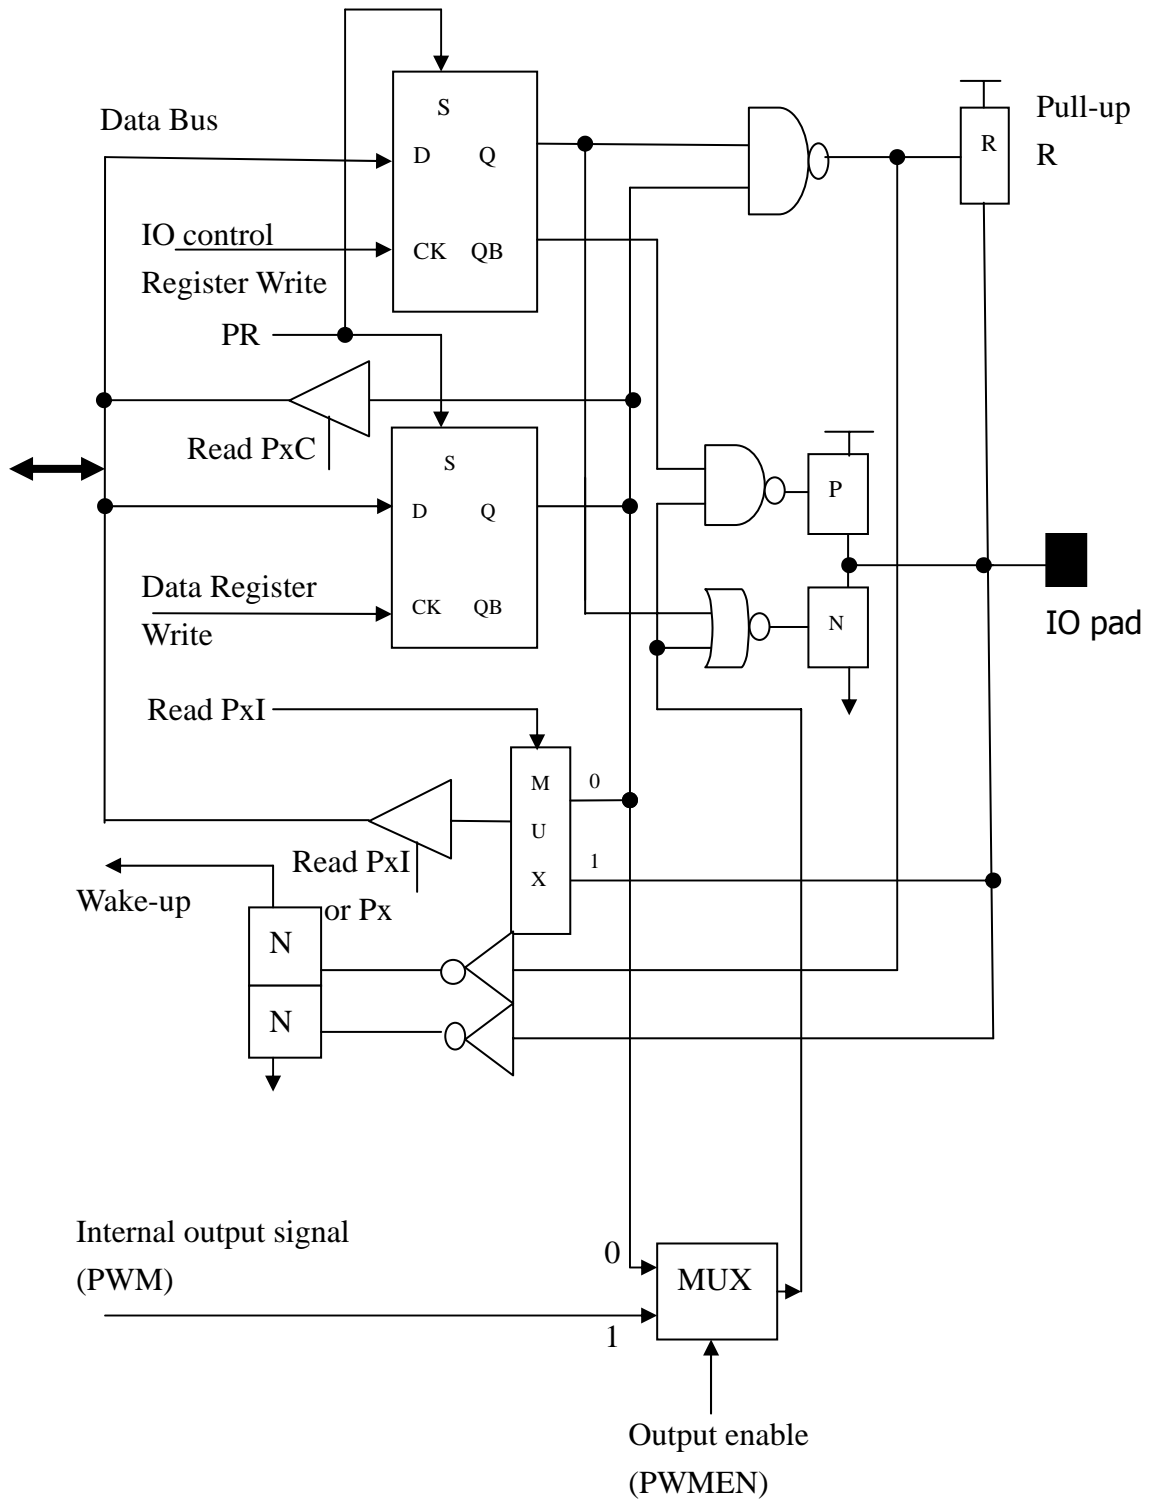 S
Data Bus
Pull-up
R
R
D Q
IO control
CK QB
Register Write
PR
Read PxC
S
P
D Q
Data Register
CK QB
Write
N
IO pad
Read PxI
M
U
X
0
1
Read PxI
or Px
Wake-up
N
N
Internal output signal
(PWM)
0
MUX
1
Output enable
(PWMEN)